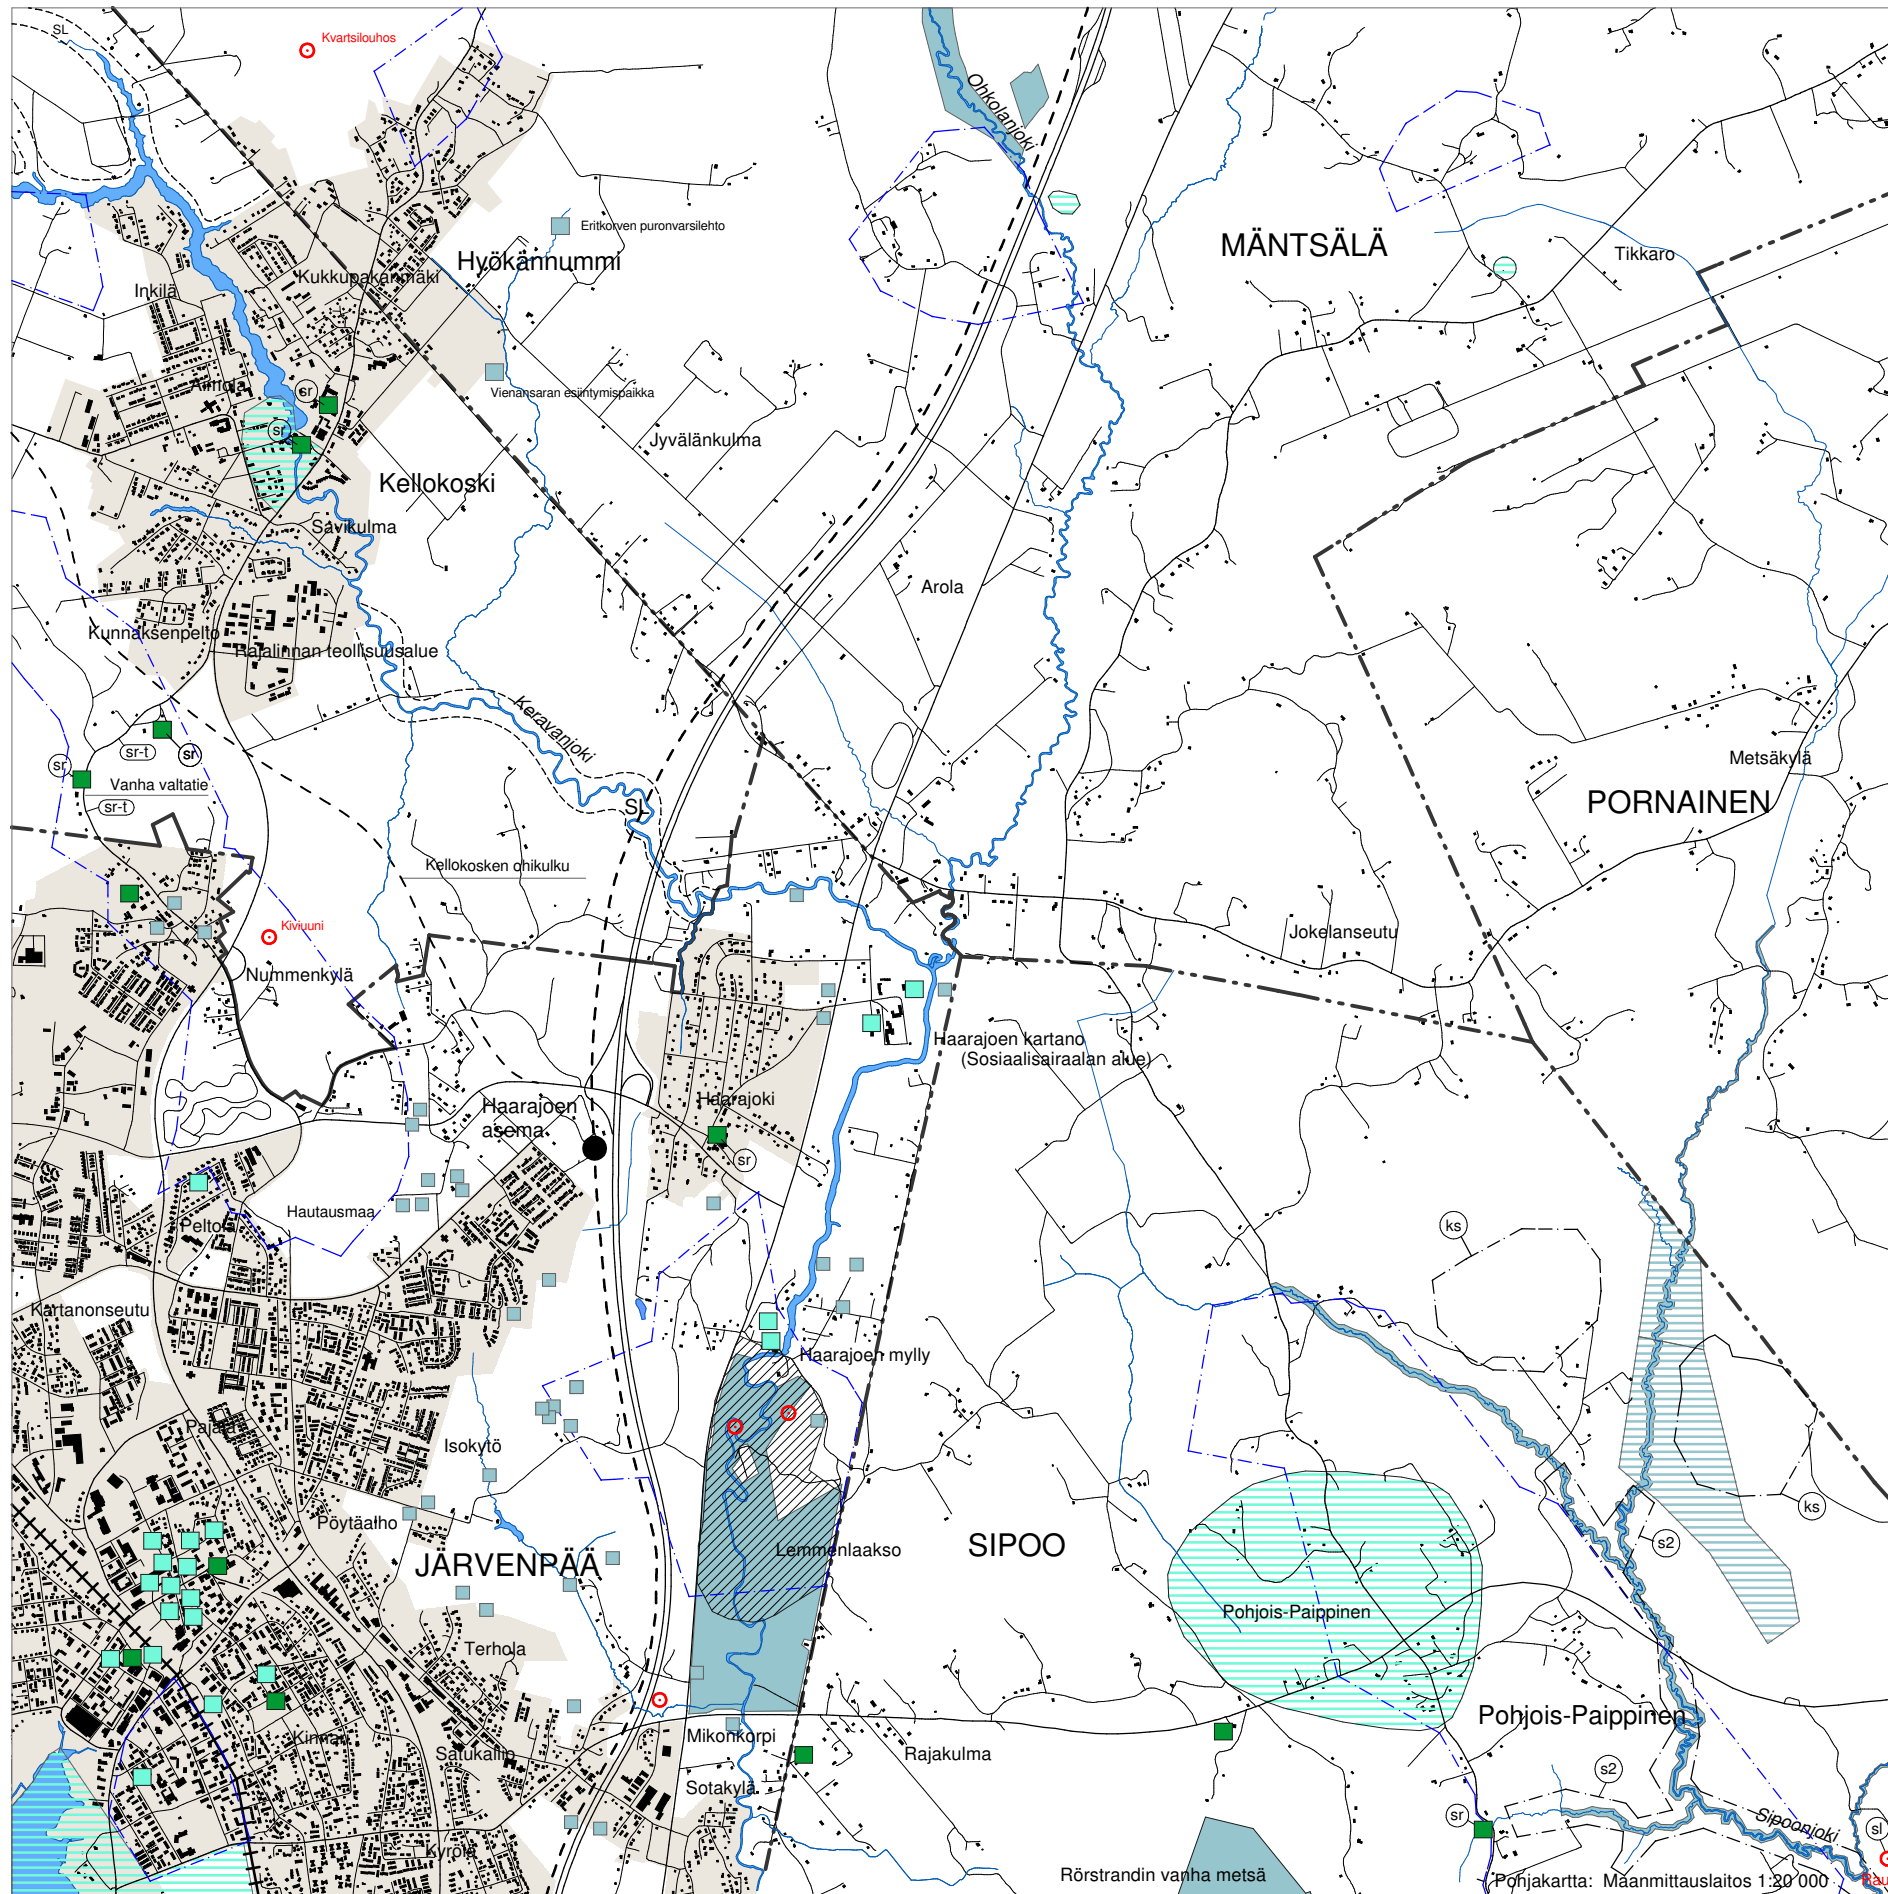 SL
Kvartsilouhos
Ohkolanjoki
Eritkorven puronvarsilehto
MÄNTSÄLÄ
Tikkaro
Hyökännummi
Kukkupakanmäki
Inkilä
Aimola
sr
Vienansaran esiintymispaikka
sr
Jyvälänkulma
Kellokoski
Savikulma
Arola
Kunnaksenpelto
Rajalinnan teollisuusalue
Keravanjoki
sr-t
sr
sr
Metsäkylä
Vanha valtatie
sr-t
SL
PORNAINEN
Kellokosken ohikulku
Kiviuuni
Jokelanseutu
Nummenkylä
Haarajoen kartano
(Sosiaalisairaalan alue)
Haarajoki
Haarajoen
asema
sr
Hautausmaa
Peltola
ks
Kartanonseutu
Haarajoen mylly
Pajala
Isokytö
ks
Pöytäalho
s2
SIPOO
Lemmenlaakso
JÄRVENPÄÄ
Pohjois-Paippinen
Terhola
Pohjois-Paippinen
Kinnari
Mikonkorpi
Satukallio
Rajakulma
s2
Sotakylä
Sipoonjoki
sr
sl
Kyrölä
Rörstrandin vanha metsä
Pohjakartta: Maanmittauslaitos 1:20 000